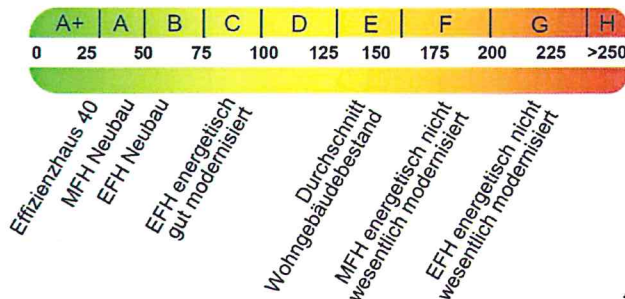 A+ A B C D E F G H
0 25 50 75 100 125 150 175 200 225 >250
Effizienzhaus 40
MFH Neubau
EFH Neubau
EFH energetisch
gut modernisiert
Durchschnitt
Wohngebäudebestand
MFH energetisch nicht
wesentlich modernisiert
EFH energetisch nicht
wesentlich modernisiert